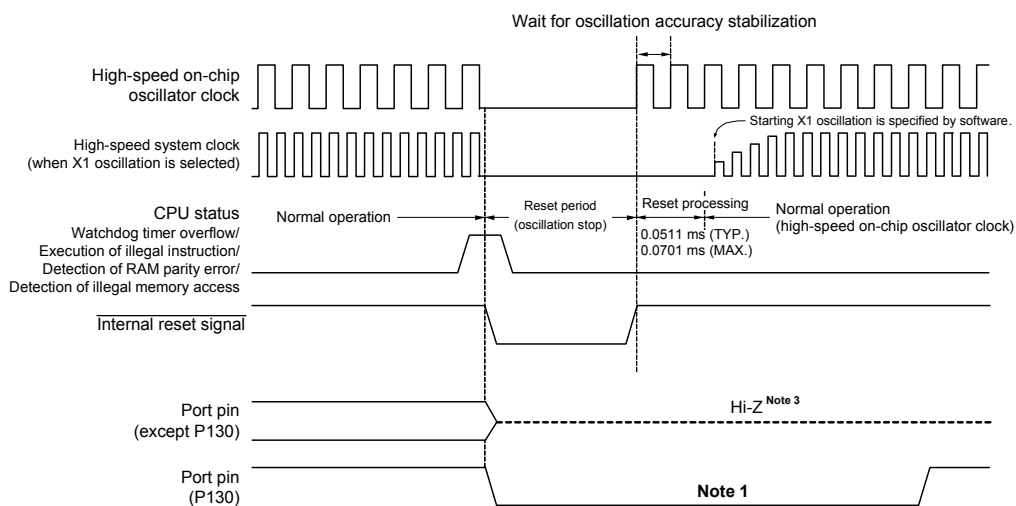 Wait for oscillation accuracy stabilization
High-speed on-chip
oscillator clock
Starting X1 oscillation is specified by software.
High-speed system clock
(when X1 oscillation is selected)
CPU status
Normal operation
Reset period
(oscillation stop)
Reset processing
0.0511 ms (TYP.)
0.0701 ms (MAX.)
Normal operation
(high-speed on-chip oscillator clock)
Watchdog timer overflow/
Execution of illegal instruction/
Detection of RAM parity error/
Detection of illegal memory access
Internal reset signal
Port pin
(except P130)
Hi-Z Note 3
Port pin
(P130)
Note 1